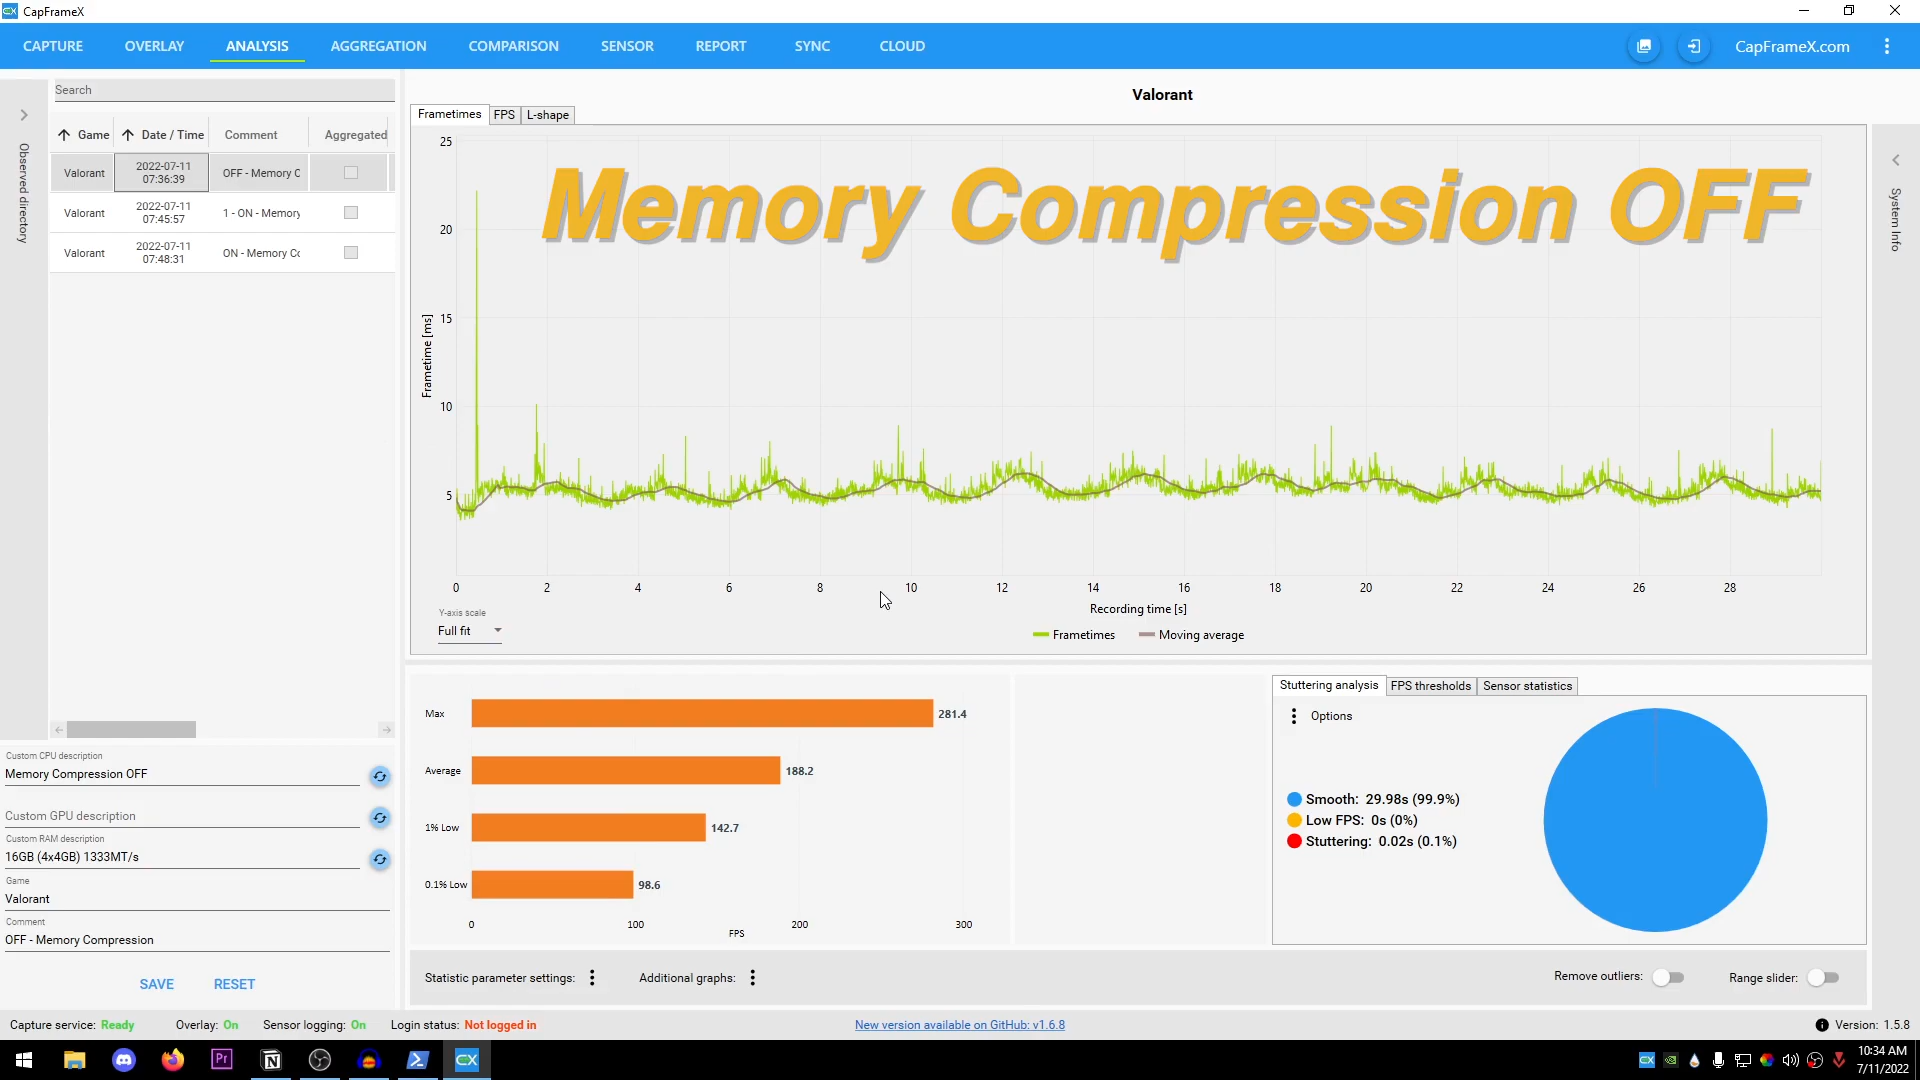 CapFrameX
CAPTURE OVERLAY ANALYSIS AGGREGATION COMPARISON SENSOR REPORT SYNC CLOUD CapFrameX.com
Search
Game Date / Time Comment Aggregated
Valorant 2022-07-11 07:36:39 OFF - Memory C
Valorant 2022-07-11 07:45:57 1 - ON - Memory
Valorant 2022-07-11 07:48:31 ON - Memory Cc
Observed directory
Valorant
Frametimes FPS L-shape
Memory Compression OFF
25
20
15
10
5
Frametime [ms]
0 2 4 6 8 10 12 14 16 18 20 22 24 26 28
Recording time [s]
Y-axis scale
Full fit
Frametimes Moving average
System Info
Custom CPU description
Memory Compression OFF
Custom GPU description
Custom RAM description
16GB (4x4GB) 1333MT/s
Game
Valorant
Comment
OFF - Memory Compression
SAVE RESET
Max 281.4
Average 188.2
1% Low 142.7
0.1% Low 98.6
0 100 200 300
FPS
Stuttering analysis FPS thresholds Sensor statistics
Options
Smooth: 29.98s (99.9%)
Low FPS: 0s (0%)
Stuttering: 0.02s (0.1%)
Statistic parameter settings: Additional graphs: Remove outliers: Range slider:
Capture service: Ready Overlay: On Sensor logging: On Login status: Not logged in New version available on GitHub: v1.6.8 Version: 1.5.8
Pr
CX
CX
10:34 AM
7/11/2022